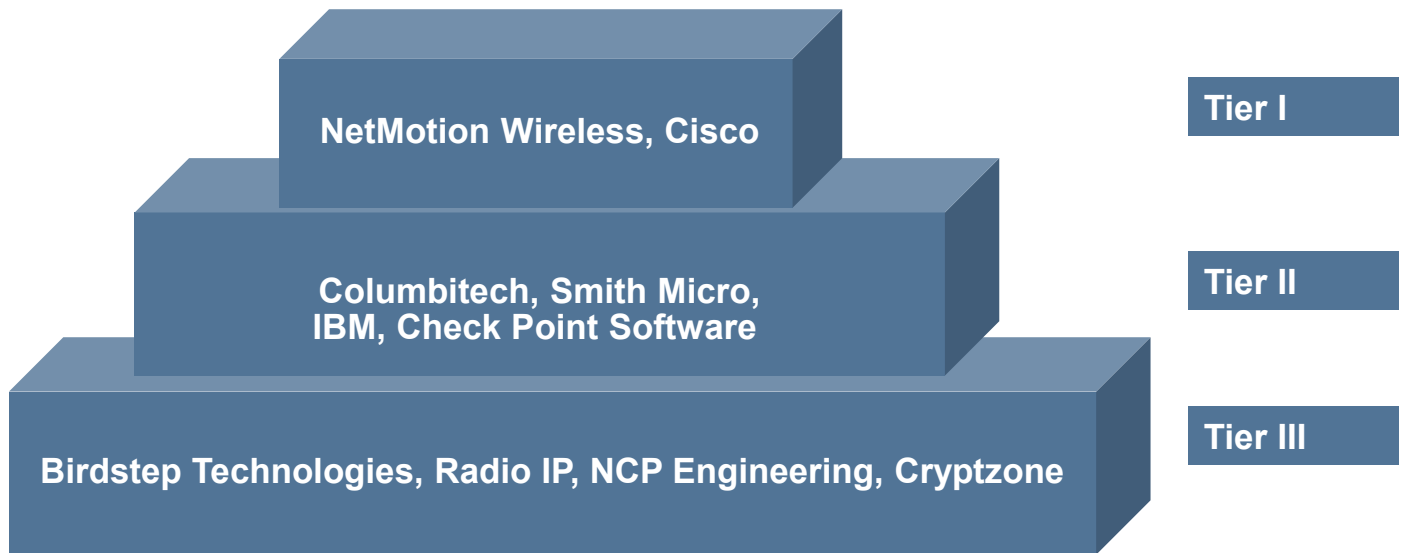 NetMotion Wireless, Cisco
Tier I
Columbitech, Smith Micro,
IBM, Check Point Software
Tier II
Birdstep Technologies, Radio IP, NCP Engineering, Cryptzone
Tier III